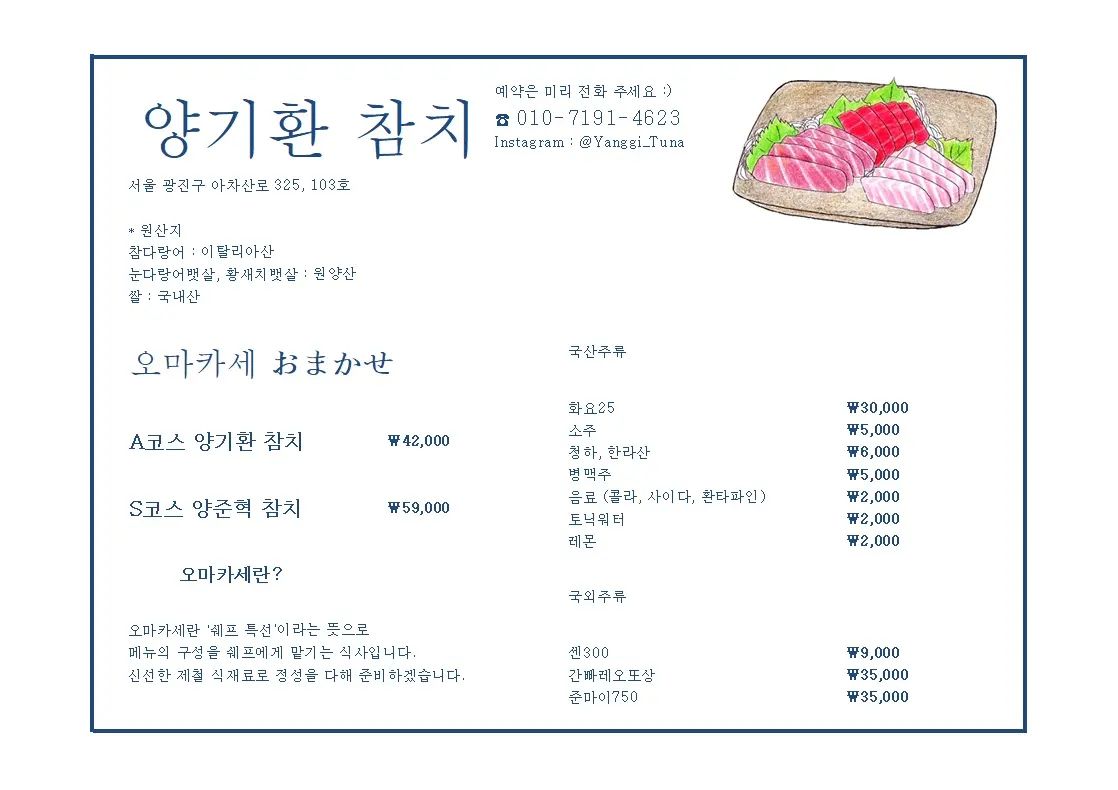 양기환 참치
예약은 미리 전화 주세요 :)
☎ 010-7191-4623
Instagram : @Yanggi_Tuna
서울 광진구 아차산로 325, 103호
* 원산지
참다랑어 : 이탈리아산
눈다랑어뱃살, 황새치뱃살 : 원양산
쌀 : 국내산
오마카세 おまかせ
A코스 양기환 참치 ₩42,000
S코스 양준혁 참치 ₩59,000
오마카세란?
오마카세란 '쉐프 특선'이라는 뜻으로
메뉴의 구성을 쉐프에게 맡기는 식사입니다.
신선한 제철 식재료로 정성을 다해 준비하겠습니다.
국산주류
화요25 ₩30,000
소주 ₩5,000
청하, 한라산 ₩6,000
병맥주 ₩5,000
음료 (콜라, 사이다, 환타파인) ₩2,000
토닉워터 ₩2,000
레몬 ₩2,000
국외주류
센300 ₩9,000
간빠레오또상 ₩35,000
준마이750 ₩35,000